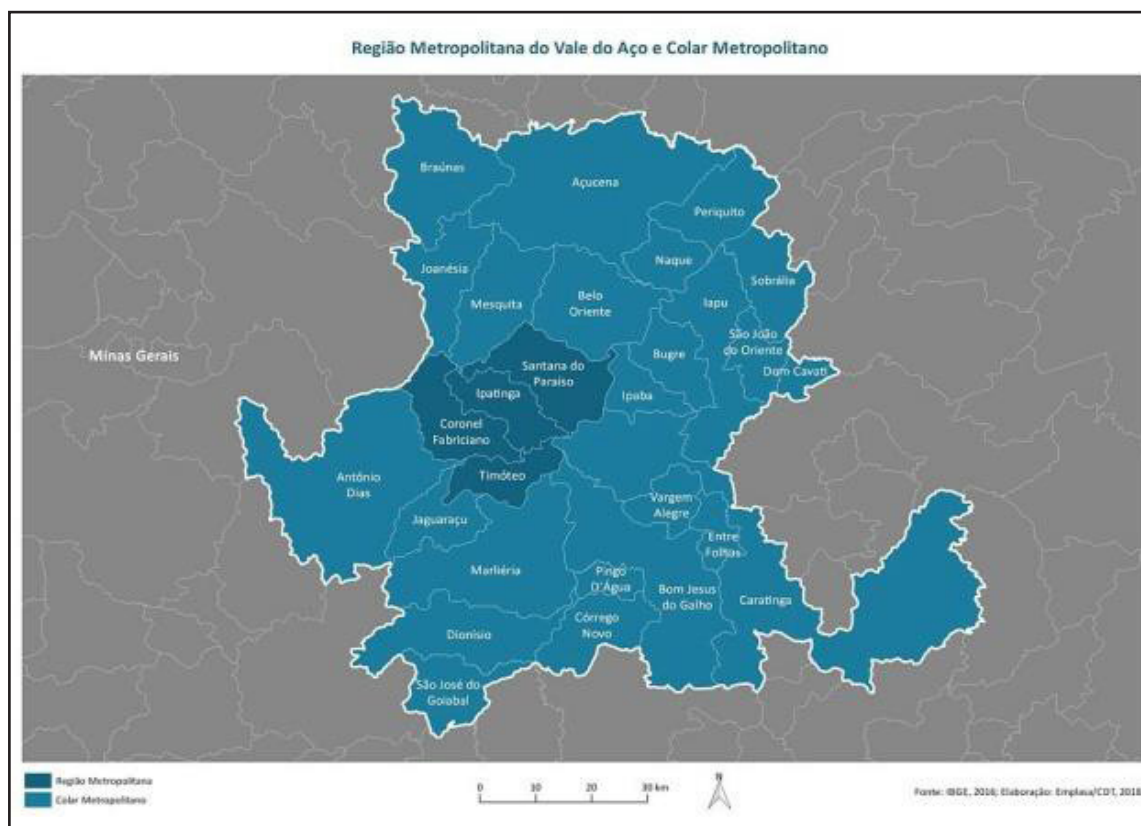 Região Metropolitana do Vale do Aço e Colar Metropolitano
Braúnas
Açucena
Periquito
Joanésia
Naque
Sobrália
Mesquita
Belo
Oriente
Iapu
São João
do Oriente
Minas Gerais
Bugre
Santana do
Paraíso
Dom Cavati
Ipatinga
Ipaba
Coronel
Fabriciano
Timóteo
Antônio
Dias
Vargem
Alegre
Jaguaraçu
Entre
Folhas
Marliéria
Pingo
D'Água
Bom Jesus
do Galho
Caratinga
Córrego
Novo
Dionísio
São José do
Goiabal
Região Metropolitana
Colar Metropolitano
0 10 20 30 km
N
Fonte: IBGE, 2016; Elaboração: Emplasa/CDT, 2018